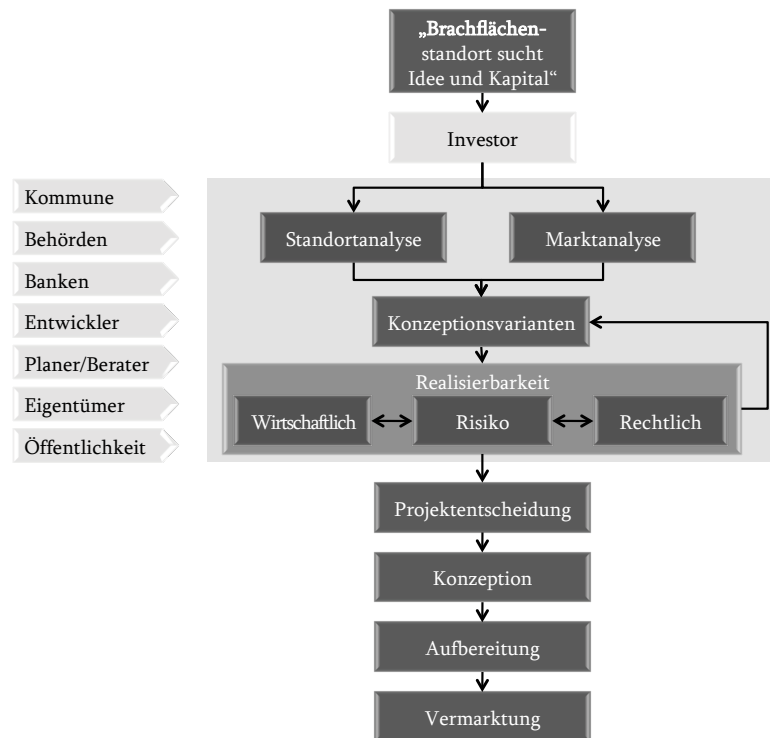 „Brachflächen-
standort sucht
Idee und Kapital“
Investor
Kommune
Behörden
Banken
Entwickler
Planer/Berater
Eigentümer
Öffentlichkeit
Standortanalyse
Marktanalyse
Konzeptionsvarianten
Realisierbarkeit
Wirtschaftlich
Risiko
Rechtlich
Projektentscheidung
Konzeption
Aufbereitung
Vermarktung